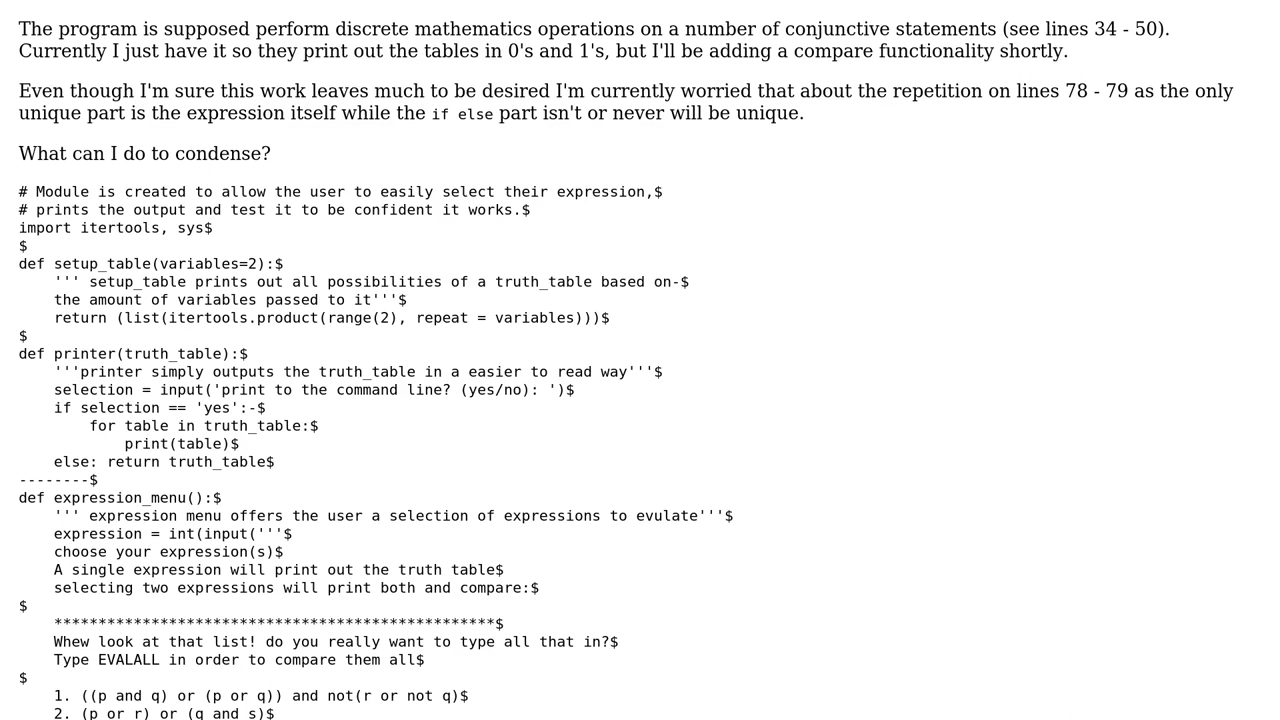 The program is supposed perform discrete mathematics operations on a number of conjunctive statements (see lines 34 - 50).
Currently I just have it so they print out the tables in 0's and 1's, but I'll be adding a compare functionality shortly.
Even though I'm sure this work leaves much to be desired I'm currently worried that about the repetition on lines 78 - 79 as the only
unique part is the expression itself while the if else part isn't or never will be unique.
What can I do to condense?
# Module is created to allow the user to easily select their expression,$
# prints the output and test it to be confident it works.$
import itertools, sys$
$
def setup_table(variables=2):$
    ''' setup_table prints out all possibilities of a truth_table based on-$
    the amount of variables passed to it'''$
    return (list(itertools.product(range(2), repeat = variables)))$
$
def printer(truth_table):$
    '''printer simply outputs the truth_table in a easier to read way'''$
    selection = input('print to the command line? (yes/no): ')$
    if selection == 'yes':-$
        for table in truth_table:$
            print(table)$
    else: return truth_table$
--------$
def expression_menu():$
    ''' expression menu offers the user a selection of expressions to evulate'''$
    expression = int(input('''$
    choose your expression(s)$
    A single expression will print out the truth table$
    selecting two expressions will print both and compare:$
$
    **************************************************$
    Whew look at that list! do you really want to type all that in?$
    Type EVALALL in order to compare them all$
$
    1. ((p and q) or (p or q)) and not(r or not q)$
    2. (p or r) or (q and s)$